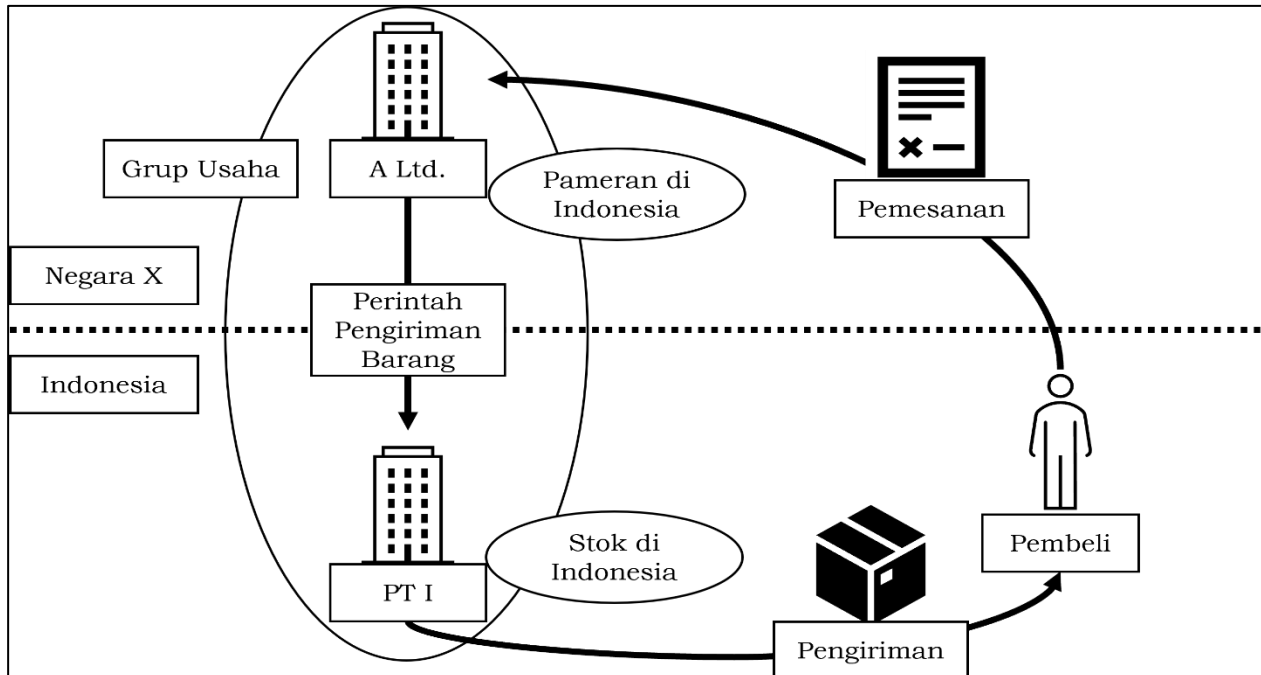 Grup Usaha
A Ltd.
Pameran di
Indonesia
Pemesanan
Negara X
Perintah
Pengiriman
Barang
Indonesia
Stok di
Indonesia
PT I
Pembeli
Pengiriman